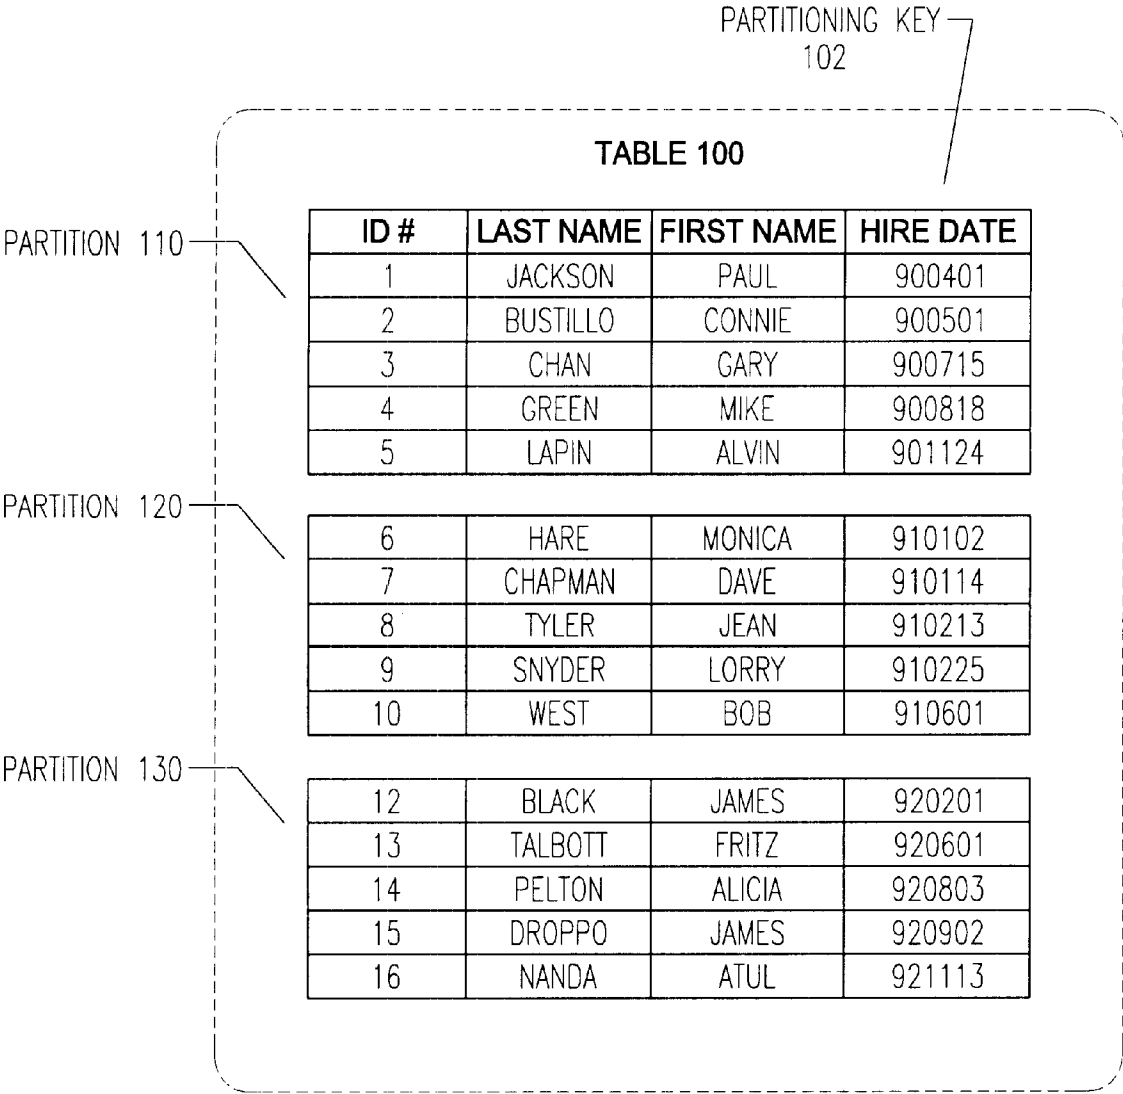 PARTITIONING KEY
102
TABLE 100
PARTITION 110
ID # LAST NAME FIRST NAME HIRE DATE
1 JACKSON PAUL 900401
2 BUSTILLO CONNIE 900501
3 CHAN GARY 900715
4 GREEN MIKE 900818
5 LAPIN ALVIN 901124
PARTITION 120
6 HARE MONICA 910102
7 CHAPMAN DAVE 910114
8 TYLER JEAN 910213
9 SNYDER LORRY 910225
10 WEST BOB 910601
PARTITION 130
12 BLACK JAMES 920201
13 TALBOTT FRITZ 920601
14 PELTON ALICIA 920803
15 DROPPO JAMES 920902
16 NANDA ATUL 921113